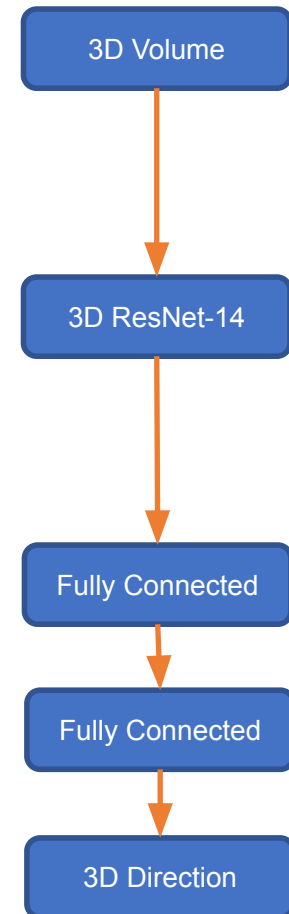 3D Volume
3D ResNet-14
Fully Connected
Fully Connected
3D Direction